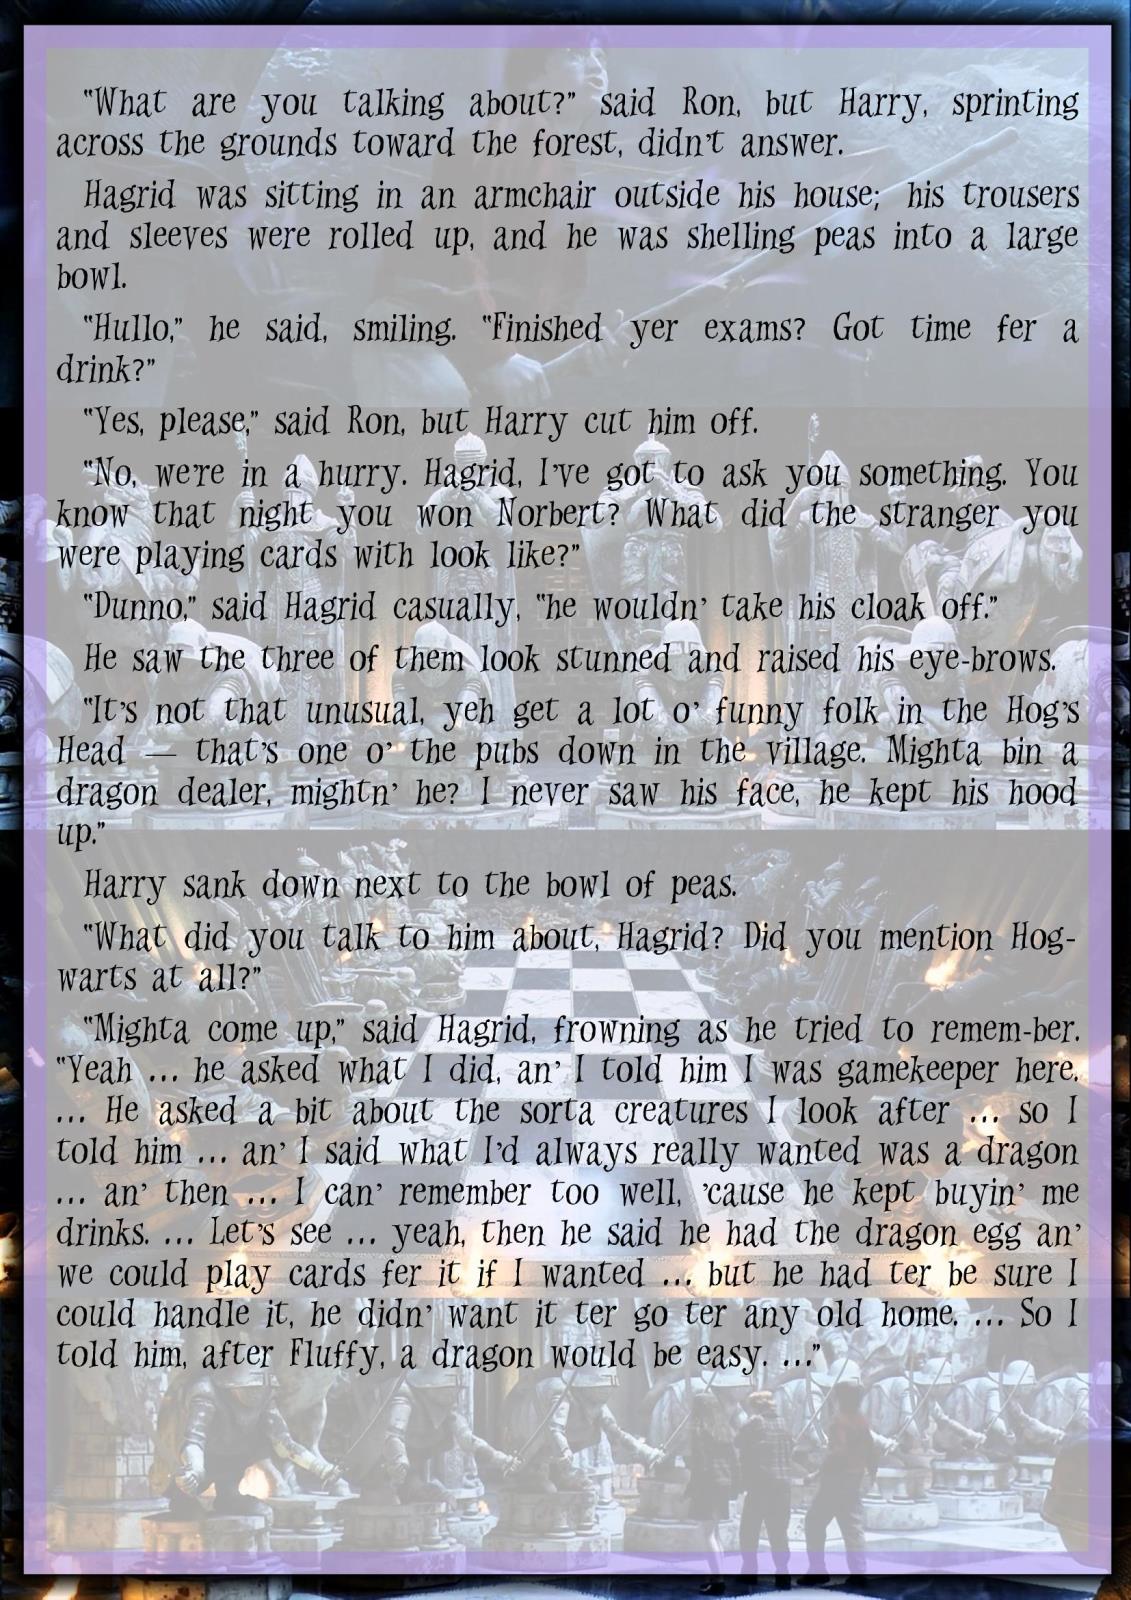 "What are you talking about?" said Ron, but Harry, sprinting
across the grounds toward the forest, didn't answer.
Hagrid was sitting in an armchair outside his house; his trousers
and sleeves were rolled up, and he was shelling peas into a large
bowl.
"Hullo," he said, smiling. "Finished yer exams? Got time fer a
drink?"
"Yes, please," said Ron, but Harry cut him off.
"No, we're in a hurry. Hagrid, I've got to ask you something. You
know that night you won Norbert? What did the stranger you
were playing cards with look like?"
"Dunno," said Hagrid casually, "he wouldn' take his cloak off."
He saw the three of them look stunned and raised his eye-brows.
"It's not that unusual, yeh get a lot o' funny folk in the Hog's
Head — that's one o' the pubs down in the village. Mighta bin a
dragon dealer, mightn' he? I never saw his face, he kept his hood
up."
Harry sank down next to the bowl of peas.
"What did you talk to him about, Hagrid? Did you mention Hog-
warts at all?"
"Mighta come up," said Hagrid, frowning as he tried to remem-ber.
"Yeah ... he asked what I did, an' I told him I was gamekeeper here.
... He asked a bit about the sorta creatures I look after ... so I
told him ... an' I said what I'd always really wanted was a dragon
... an' then ... I can' remember too well, 'cause he kept buyin' me
drinks. ... Let's see ... yeah, then he said he had the dragon egg an'
we could play cards fer it if I wanted ... but he had ter be sure I
could handle it, he didn' want it ter go ter any old home. ... So I
told him, after Fluffy, a dragon would be easy. ..."